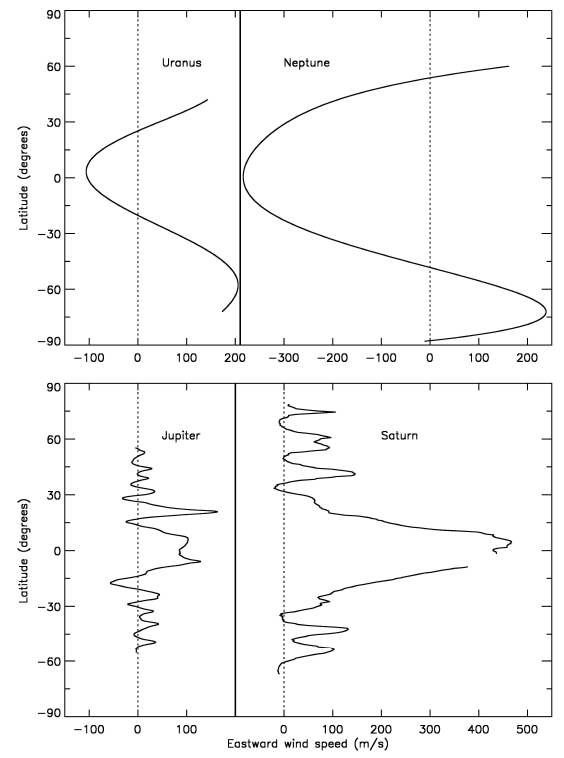 90
60
30
0
−30
−60
−90
Latitude (degrees)
Uranus
Neptune
−100 0 100 200 −300 −200 −100 0 100 200
90
60
30
0
−30
−60
−90
Latitude (degrees)
Jupiter
Saturn
−100 0 100 0 100 200 300 400 500
Eastward wind speed (m/s)